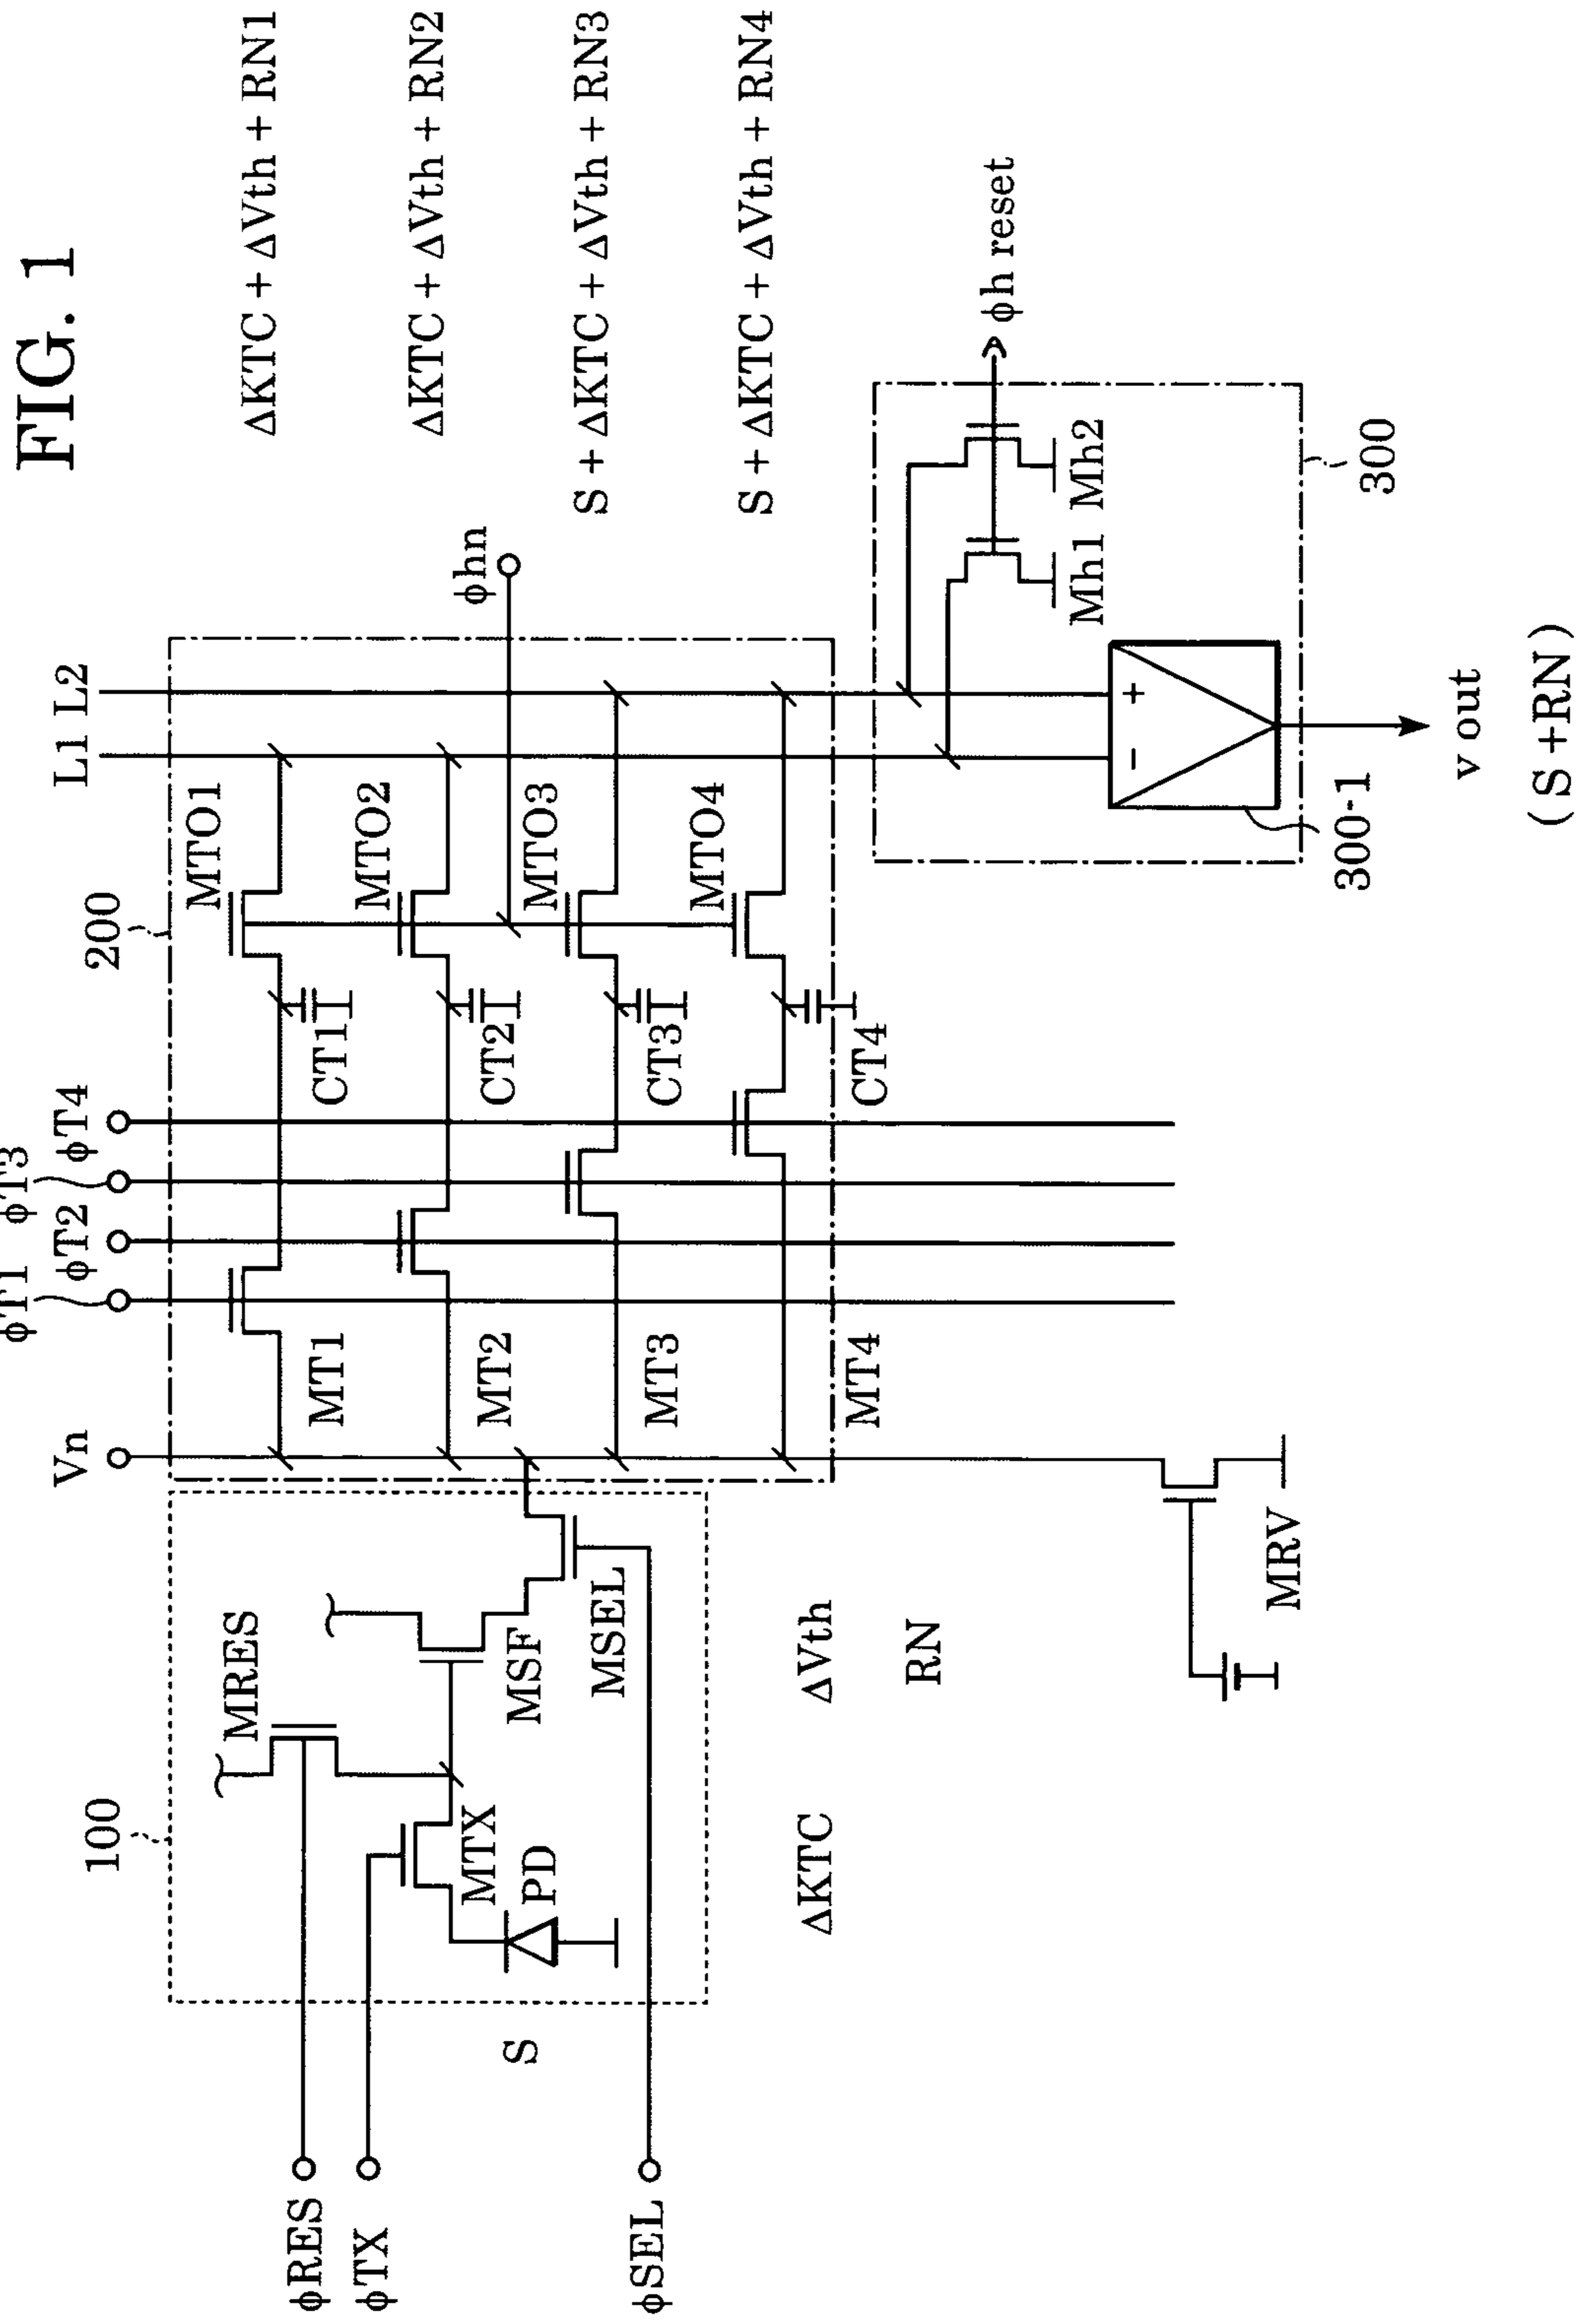 FIG. 1
Vn
ϕT1
ϕT2
ϕT3
ϕT4
L1 L2
100
200
MRES
MTO1
ΔKTC + ΔVth + RN1
ϕRES
MT1
CT1
ϕTX
MTX
MTO2
ΔKTC + ΔVth + RN2
MT2
CT2
ϕhn
PD
MSF
MTO3
S + ΔKTC + ΔVth + RN3
S
MSEL
MT3
CT3
ϕSEL
MTO4
S + ΔKTC + ΔVth + RN4
MT4
CT4
ΔKTC
ΔVth
RN
ϕh reset
Mh1 Mh2
− +
MRV
300-1
300
v out
( S +RN )